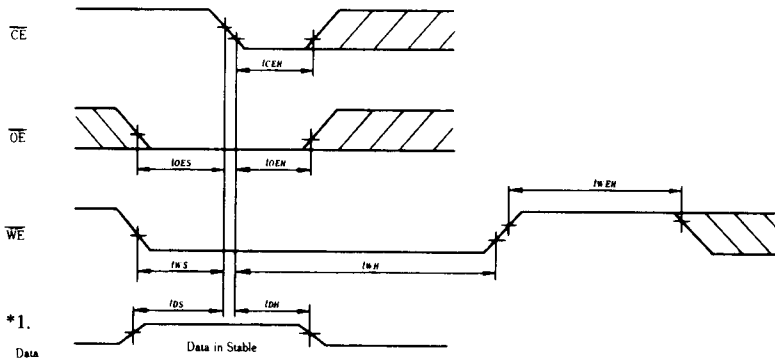 CE
tCEH
OE
tOES tOEH
WE
tWEH
tWS tWH
tDS tDH
*1.
Data Data in Stable